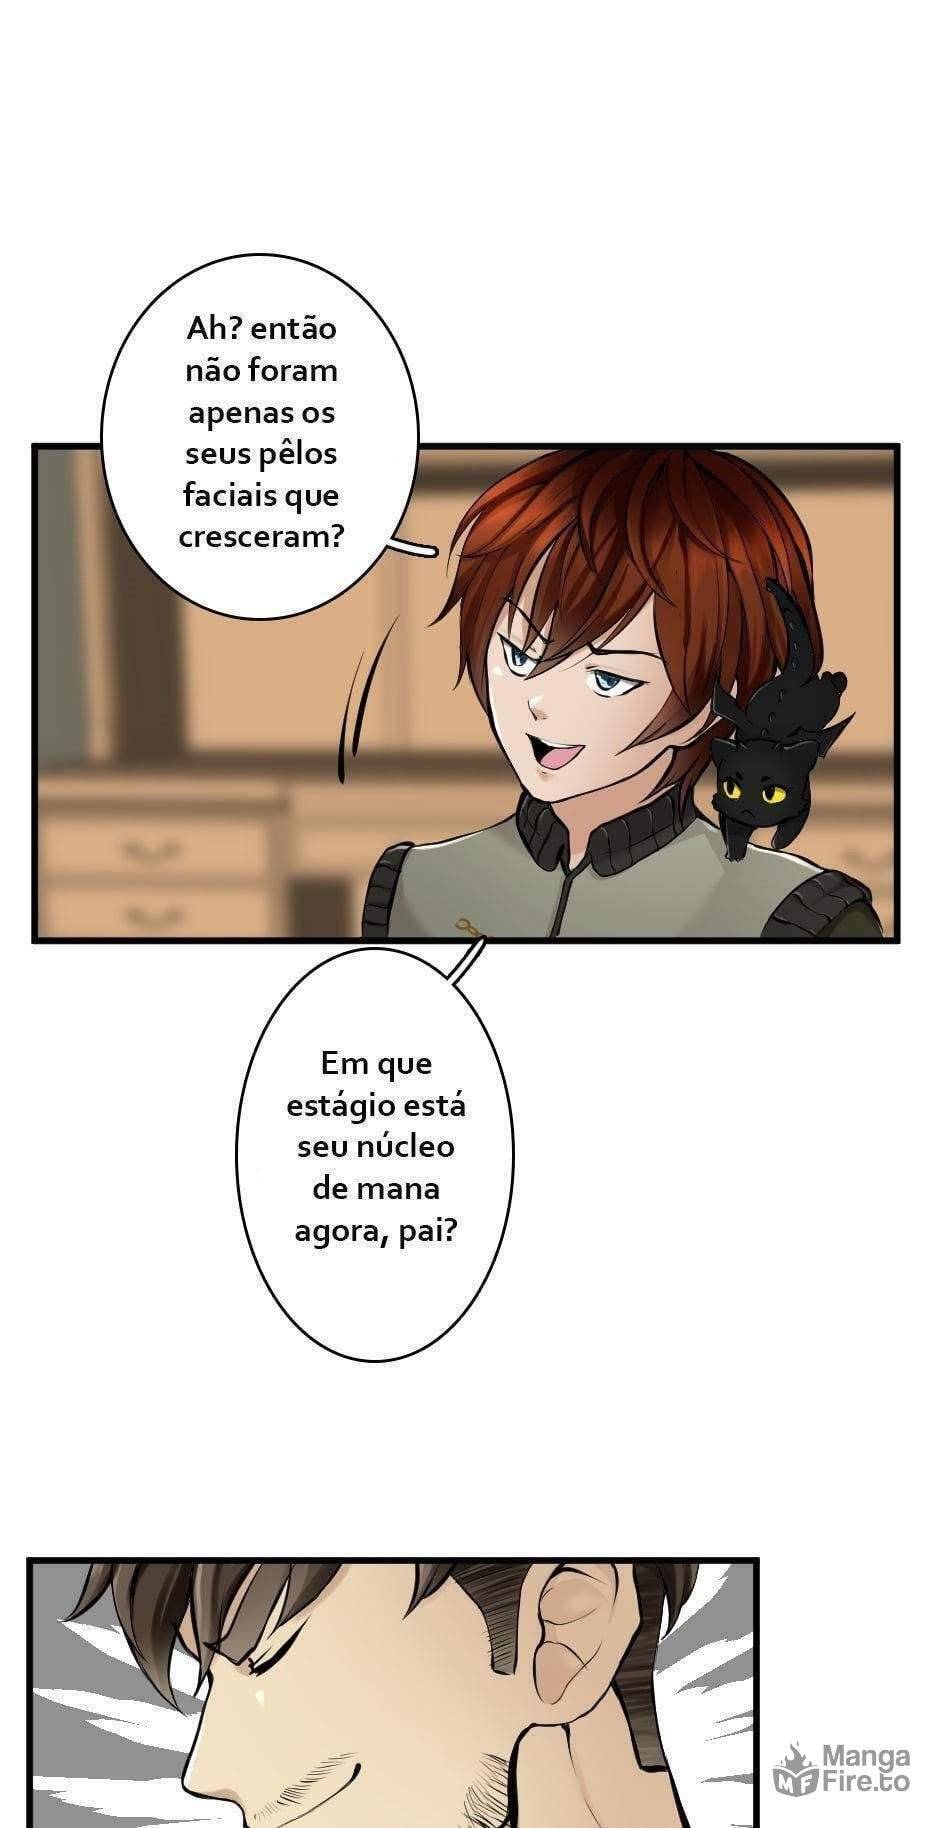 Ah? então
não foram
apenas os
seus pêlos
faciais que
cresceram?
Em que
estágio está
seu núcleo
de mana
agora, pai?
Manga
MF Fire.to